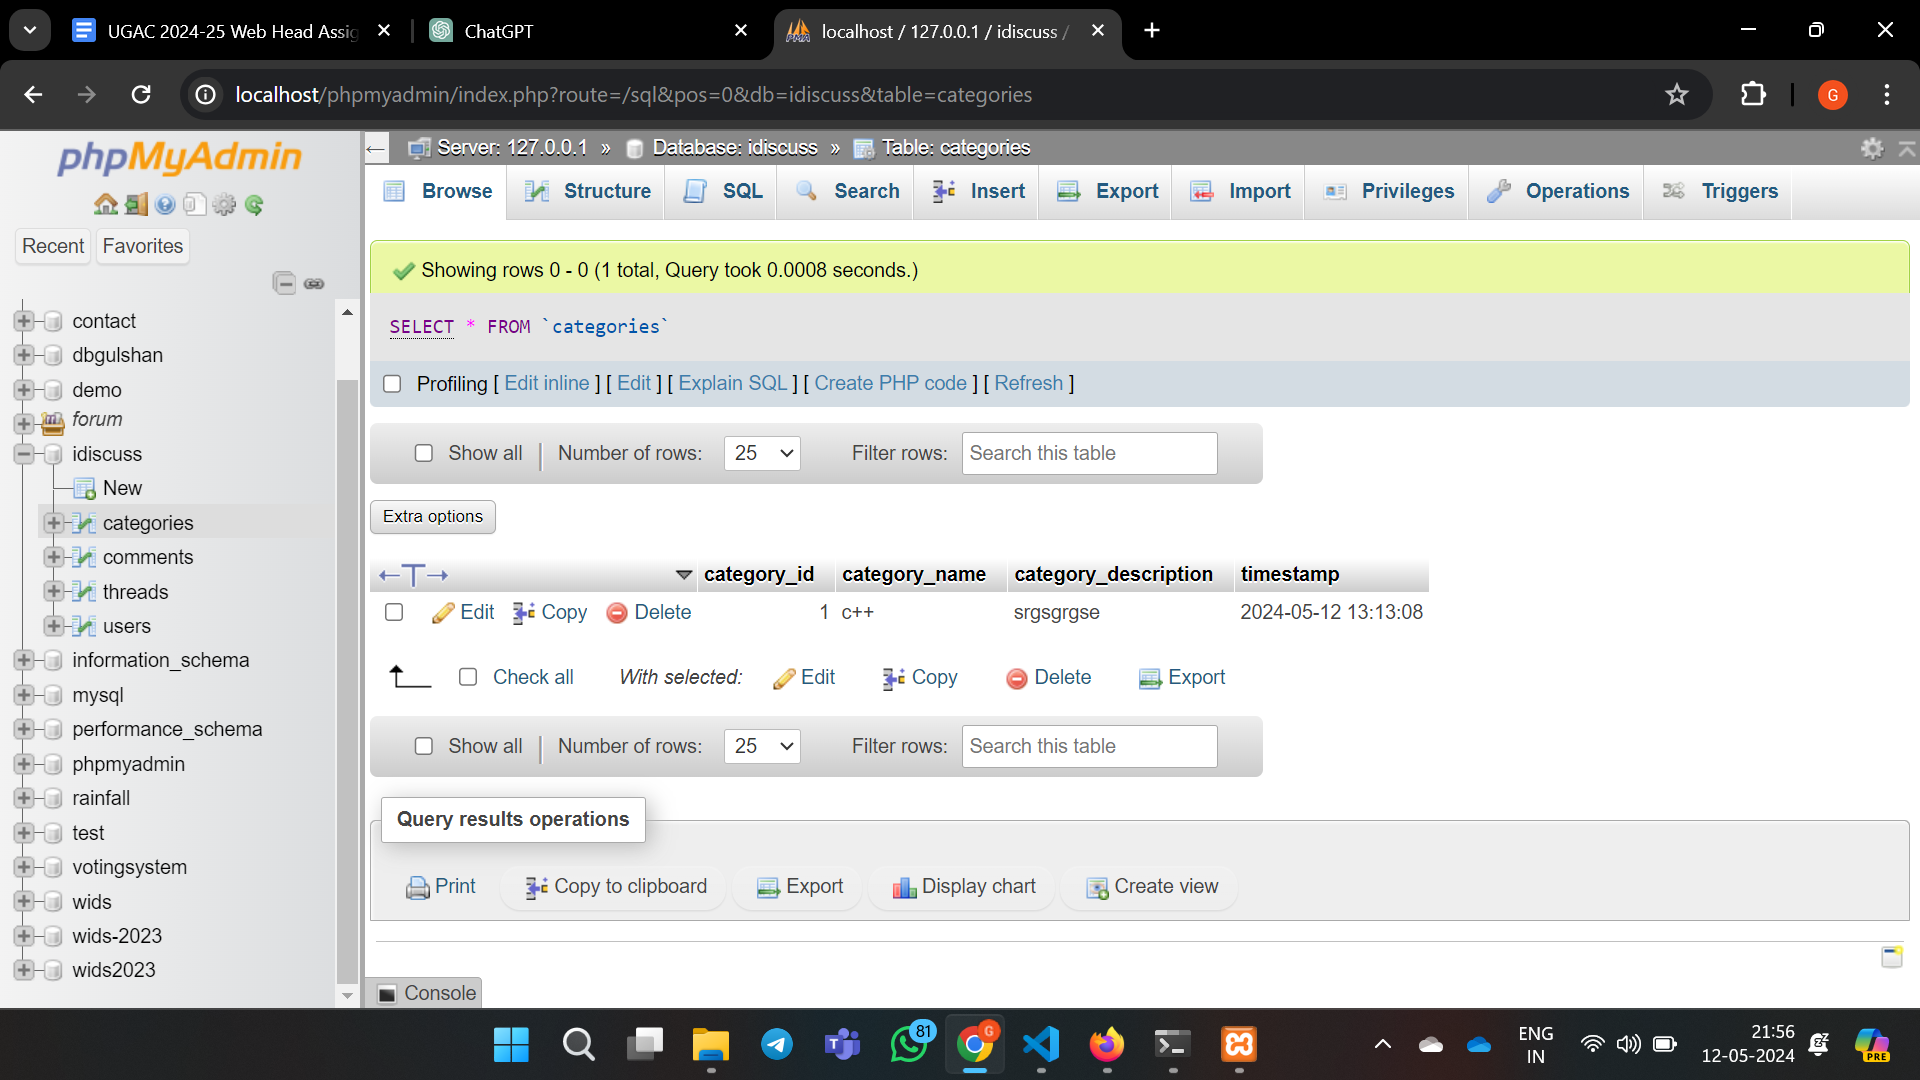 UGAC 2024-25 Web Head Assig
ChatGPT
localhost / 127.0.0.1 / idiscuss /
localhost/phpmyadmin/index.php?route=/sql&pos=0&db=idiscuss&table=categories
G
phpMyAdmin
Recent
Favorites
contact
dbgulshan
demo
forum
idiscuss
New
categories
comments
threads
users
information_schema
mysql
performance_schema
phpmyadmin
rainfall
test
votingsystem
wids
wids-2023
wids2023
Server: 127.0.0.1 » Database: idiscuss » Table: categories
Browse Structure SQL Search Insert Export Import Privileges Operations Triggers
Showing rows 0 - 0 (1 total, Query took 0.0008 seconds.)
SELECT * FROM `categories`
Profiling [ Edit inline ] [ Edit ] [ Explain SQL ] [ Create PHP code ] [ Refresh ]
Show all | Number of rows: 25 Filter rows: Search this table
Extra options
←T→ category_id category_name category_description timestamp
Edit Copy Delete 1 c++ srgsgrgse 2024-05-12 13:13:08
Check all With selected: Edit Copy Delete Export
Show all | Number of rows: 25 Filter rows: Search this table
Query results operations
Print Copy to clipboard Export Display chart Create view
Console
81
G
ENG
IN
21:56
12-05-2024
PRE